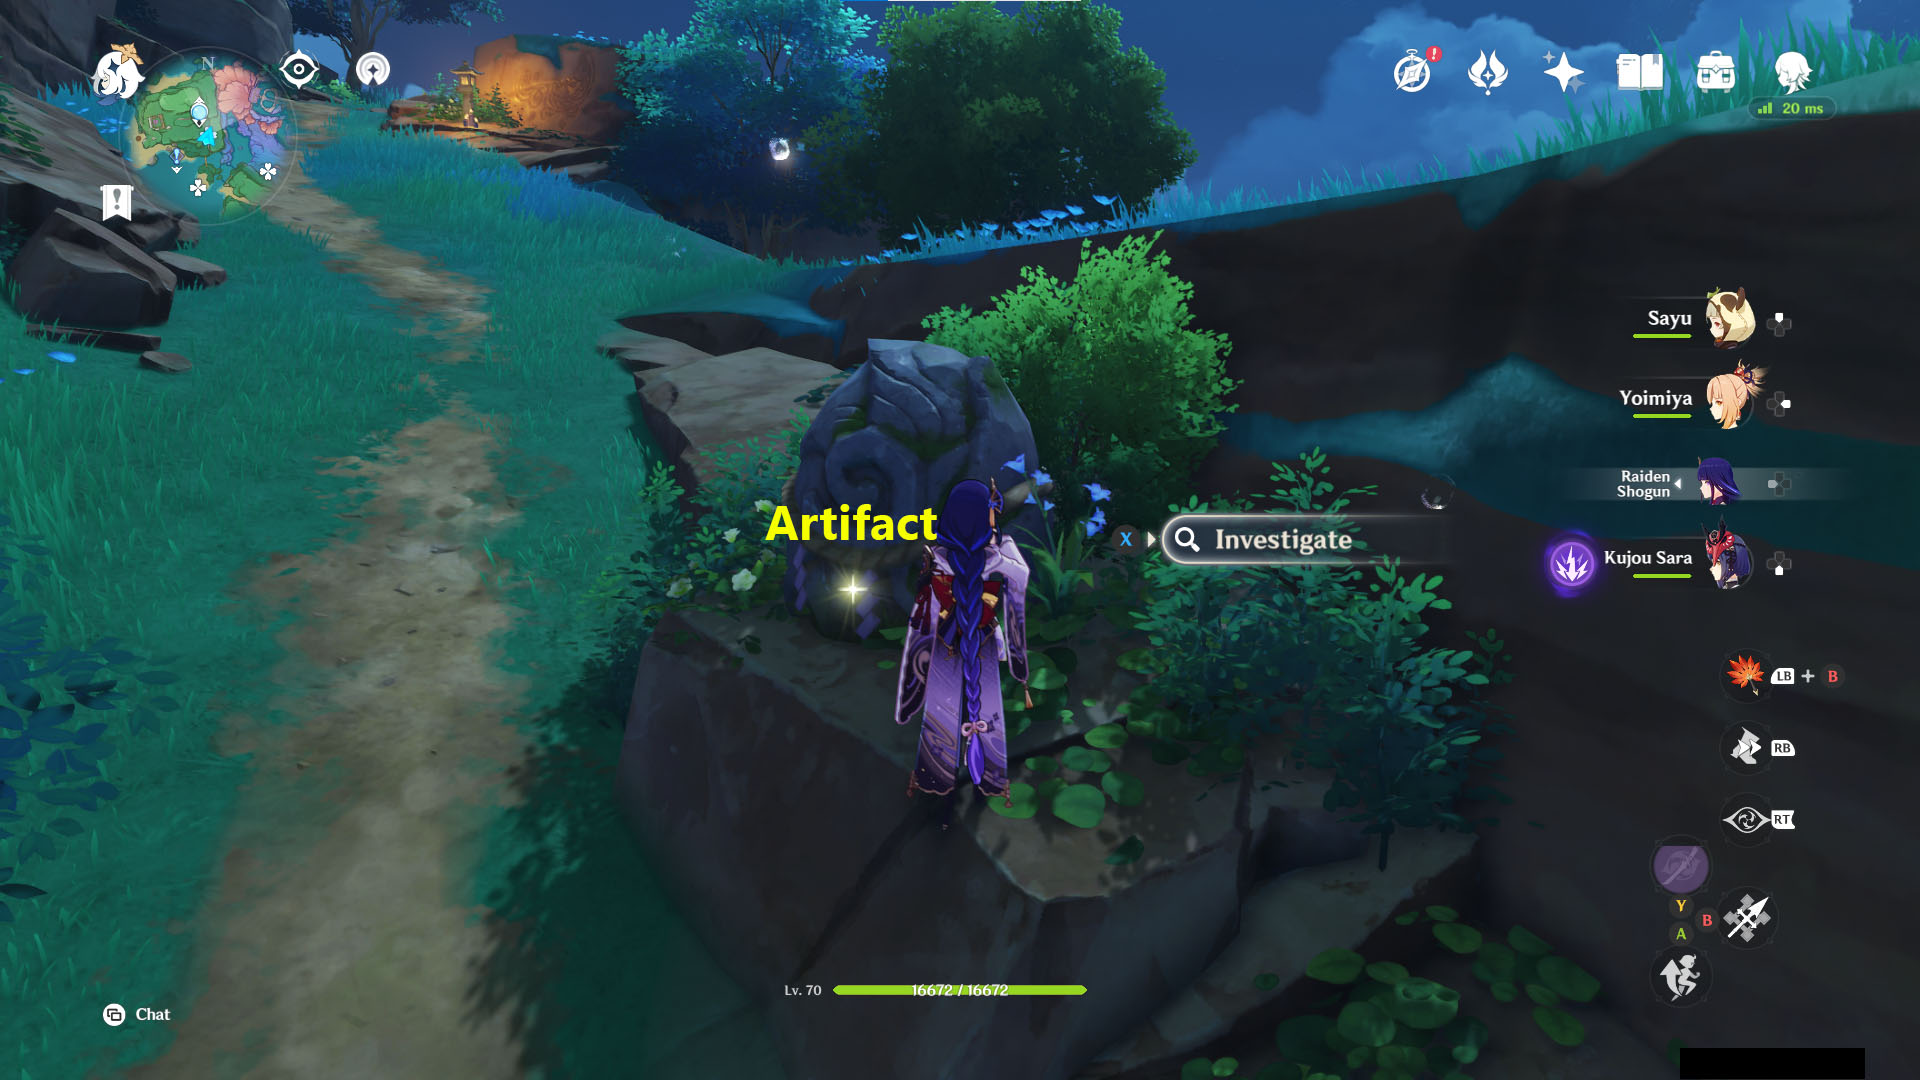 N
20 ms
Sayu
Yoimiya
Raiden
Shogun
Kujou Sara
Artifact
X
Investigate
LB + B
RB
RT
Y
B
A
Lv. 70
16672 / 16672
Chat